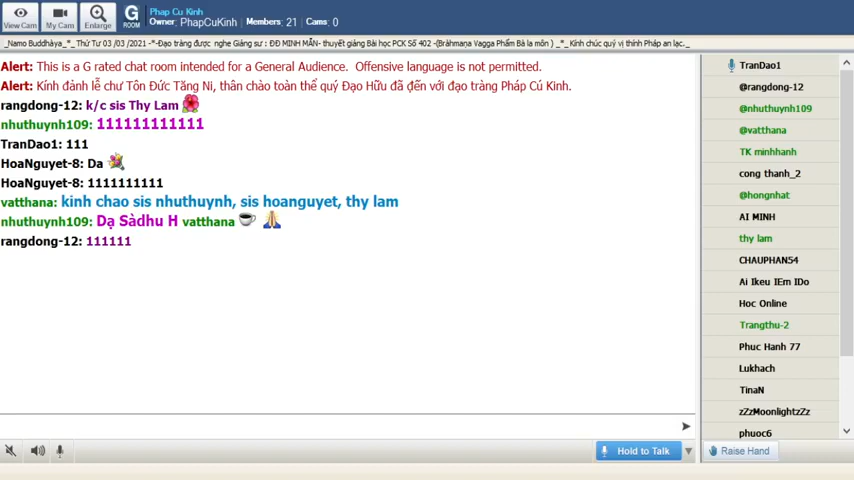 View Cam
My Cam
Enlarge
G
ROOM
Phap Cu Kinh
Owner: PhapCuKinh , Members: 21 , Cams: 0
_Namo Buddhàya_*_ Thứ Tư 03 /03 /2021 -*-Đạo tràng được nghe Giảng sư : ĐĐ MINH MẪN- thuyết giảng Bài học PCK Số 402 -(Bràhmaṇa Vagga Phẩm Bà la môn ) _*_ Kính chúc quý vị thính Pháp an lạc._
Alert: This is a G rated chat room intended for a General Audience. Offensive language is not permitted.
Alert: Kính đảnh lễ chư Tôn Đức Tăng Ni, thân chào toàn thể quý Đạo Hữu đã đến với đạo tràng Pháp Cú Kinh.
rangdong-12: k/c sis Thy Lam
nhuthuynh109: 111111111111
TranDao1: 111
HoaNguyet-8: Da
HoaNguyet-8: 1111111111
vatthana: kinh chao sis nhuthuynh, sis hoanguyet, thy lam
nhuthuynh109: Dạ Sàdhu H vatthana
rangdong-12: 111111
TranDao1
@rangdong-12
@nhuthuynh109
@vatthana
TK minhhanh
cong thanh_2
@hongnhat
AI MINH
thy lam
CHAUPHAN54
Ai lkeu lEm IDo
Hoc Online
Trangthu-2
Phuc Hanh 77
Lukhach
TinaN
zZzMoonlightzZz
phuoc6
Hold to Talk
Raise Hand